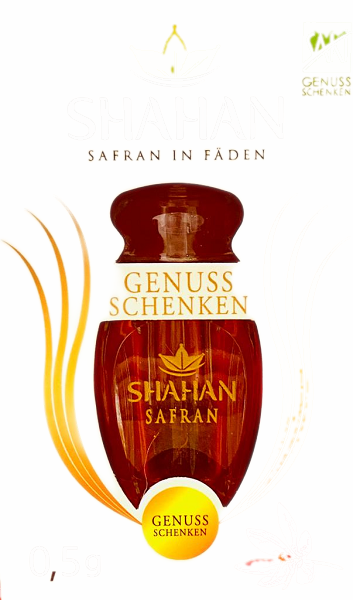 GENUSS
SCHENKEN
SHAHAN
SAFRAN IN FÄDEN
GENUSS
SCHENKEN
SHAHAN
SAFRAN
GENUSS
SCHENKEN
0,5g